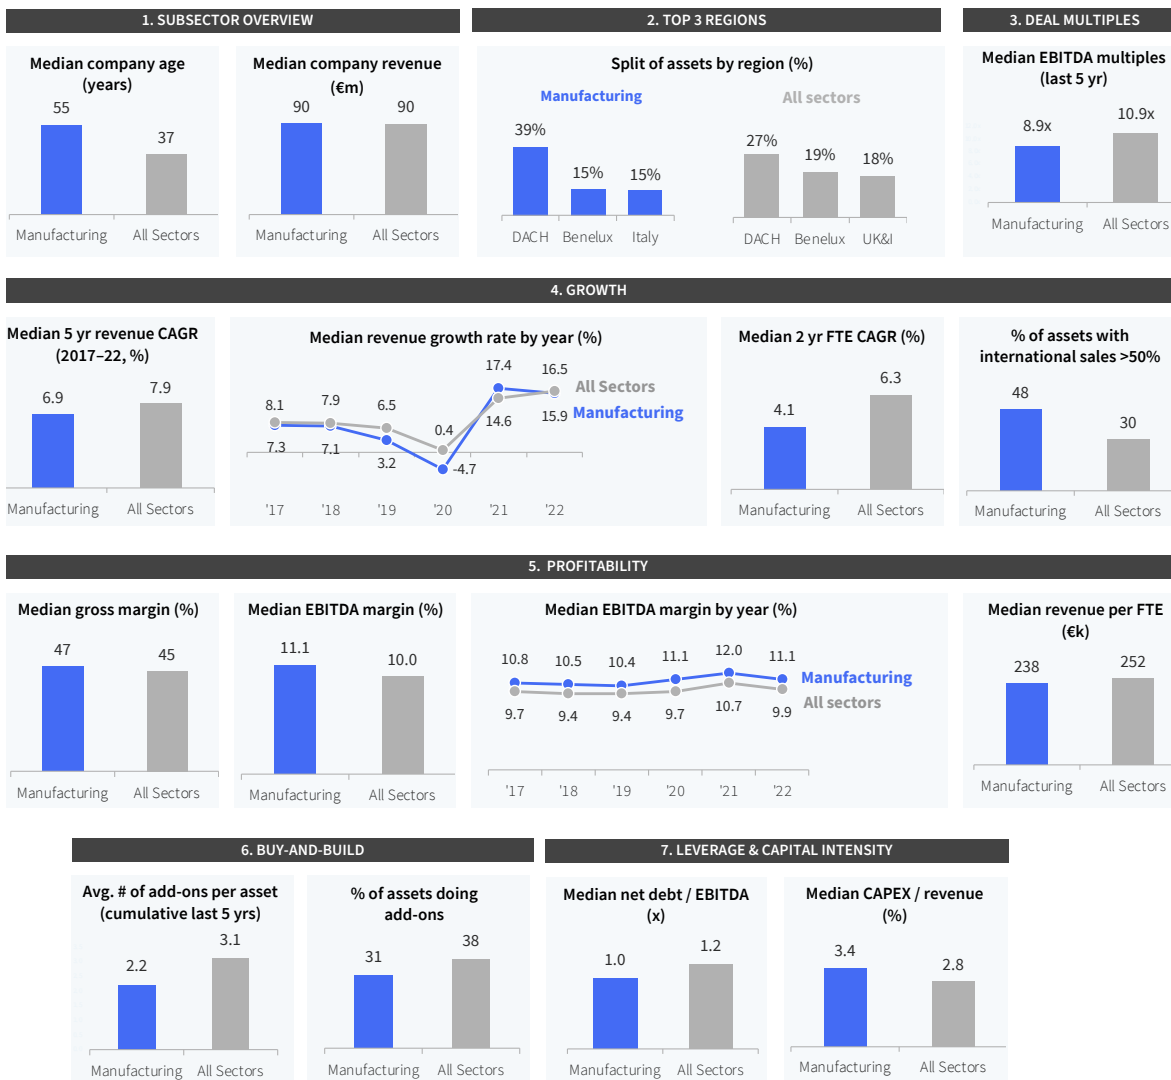 1. SUBSECTOR OVERVIEW
2. TOP 3 REGIONS
3. DEAL MULTIPLES
Median company age
(years)
55
37
Manufacturing
All Sectors
Median company revenue
(€m)
90
90
Manufacturing
All Sectors
Split of assets by region (%)
Manufacturing
39%
15%
15%
DACH
Benelux
Italy
All sectors
27%
19%
18%
DACH
Benelux
UK&I
Median EBITDA multiples
(last 5 yr)
8.9x
10.9x
Manufacturing
All Sectors
4. GROWTH
Median 5 yr revenue CAGR
(2017–22, %)
6.9
7.9
Manufacturing
All Sectors
Median revenue growth rate by year (%)
8.1
7.9
6.5
0.4
17.4
16.5
All Sectors
Manufacturing
7.3
7.1
3.2
-4.7
14.6
15.9
'17
'18
'19
'20
'21
'22
Median 2 yr FTE CAGR (%)
4.1
6.3
Manufacturing
All Sectors
% of assets with
international sales >50%
48
30
Manufacturing
All Sectors
5. PROFITABILITY
Median gross margin (%)
47
45
Manufacturing
All Sectors
Median EBITDA margin (%)
11.1
10.0
Manufacturing
All Sectors
Median EBITDA margin by year (%)
10.8
10.5
10.4
11.1
12.0
11.1
Manufacturing
All sectors
9.7
9.4
9.4
9.7
10.7
9.9
'17
'18
'19
'20
'21
'22
Median revenue per FTE
(€k)
238
252
Manufacturing
All Sectors
6. BUY-AND-BUILD
7. LEVERAGE & CAPITAL INTENSITY
Avg. # of add-ons per asset
(cumulative last 5 yrs)
2.2
3.1
Manufacturing
All Sectors
% of assets doing
add-ons
31
38
Manufacturing
All Sectors
Median net debt / EBITDA
(x)
1.0
1.2
Manufacturing
All Sectors
Median CAPEX / revenue
(%)
3.4
2.8
Manufacturing
All Sectors